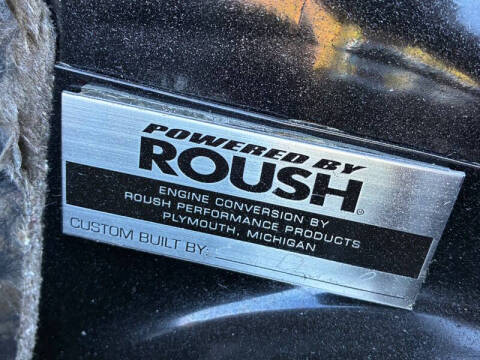 POWERED BY
ROUSH®
ENGINE CONVERSION BY
ROUSH PERFORMANCE PRODUCTS
PLYMOUTH, MICHIGAN
CUSTOM BUILT BY: